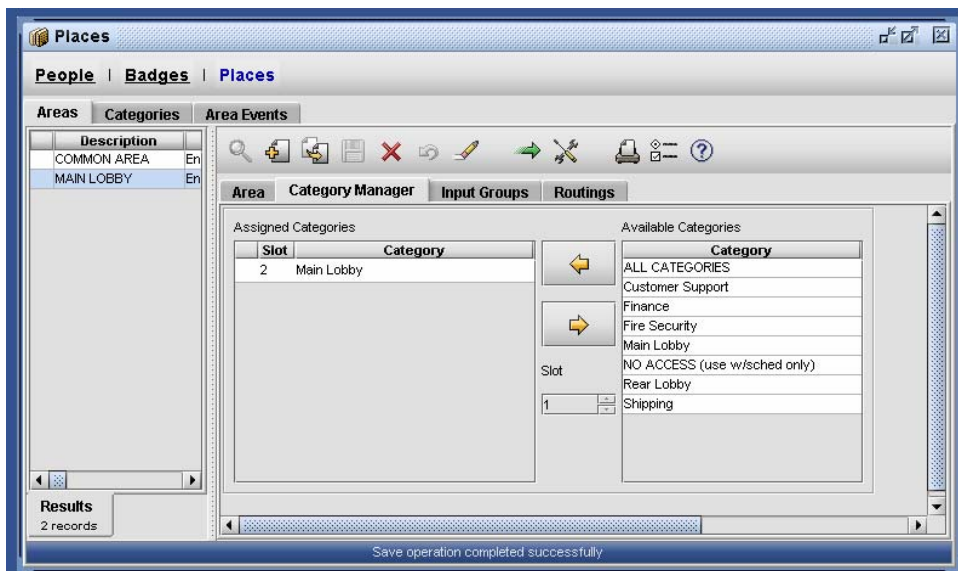 Places
People | Badges | Places
Areas Categories Area Events
Description
COMMON AREA En
MAIN LOBBY En
Area Category Manager Input Groups Routings
Assigned Categories
Slot Category
2 Main Lobby
Slot
1
Available Categories
Category
ALL CATEGORIES
Customer Support
Finance
Fire Security
Main Lobby
NO ACCESS (use w/sched only)
Rear Lobby
Shipping
Results
2 records
Save operation completed successfully